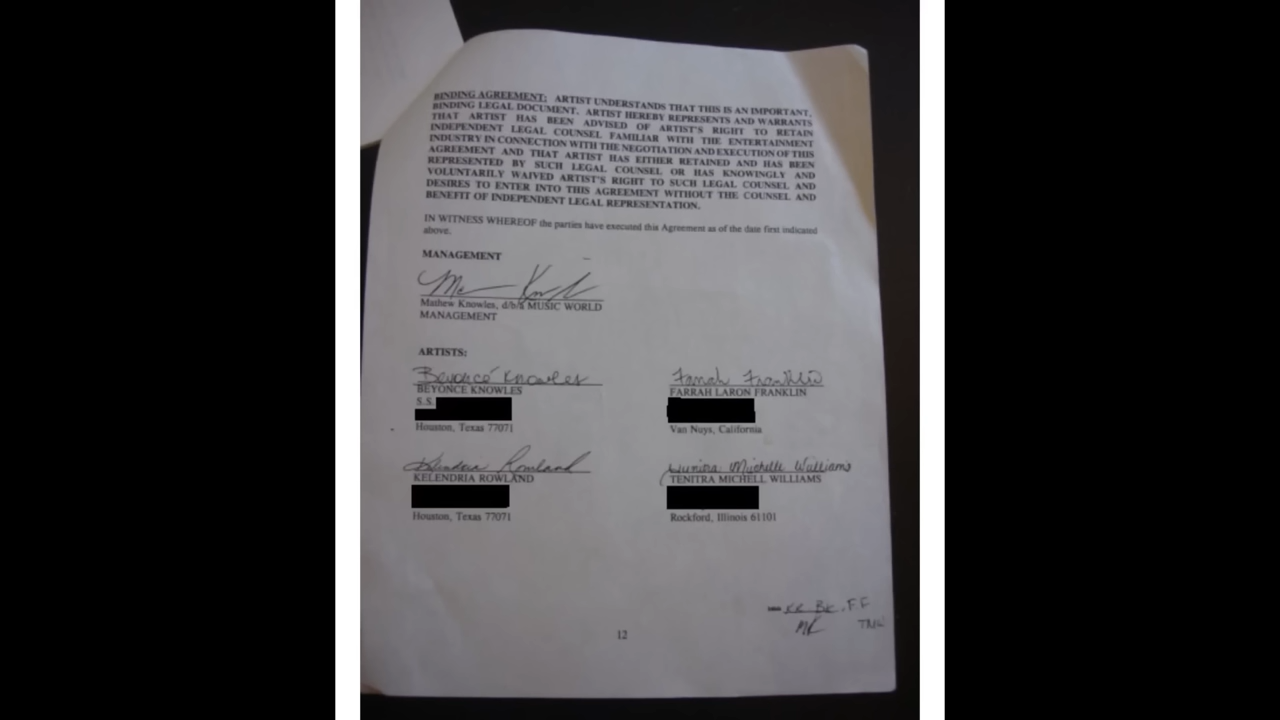 BINDING AGREEMENT: ARTIST UNDERSTANDS THAT THIS IS AN IMPORTANT,
BINDING LEGAL DOCUMENT. ARTIST HEREBY REPRESENTS AND WARRANTS
THAT ARTIST HAS BEEN ADVISED OF ARTIST'S RIGHT TO RETAIN
INDEPENDENT LEGAL COUNSEL FAMILIAR WITH THE ENTERTAINMENT
INDUSTRY IN CONNECTION WITH THE NEGOTIATION AND EXECUTION OF THIS
AGREEMENT AND THAT ARTIST HAS EITHER RETAINED AND HAS BEEN
REPRESENTED BY SUCH LEGAL COUNSEL OR HAS KNOWINGLY AND
VOLUNTARILY WAIVED ARTIST'S RIGHT TO SUCH LEGAL COUNSEL AND
DESIRES TO ENTER INTO THIS AGREEMENT WITHOUT THE COUNSEL AND
BENEFIT OF INDEPENDENT LEGAL REPRESENTATION.
IN WITNESS WHEREOF the parties have executed this Agreement as of the date first indicated
above.
MANAGEMENT
Mathew Knowles, d/b/a MUSIC WORLD
MANAGEMENT
ARTISTS:
Beyoncé Knowles
BEYONCE KNOWLES
S.S.
Houston, Texas 77071
Farrah Franklin
FARRAH LARON FRANKLIN
Van Nuys, California
Kelendria Rowland
KELENDRIA ROWLAND
Houston, Texas 77071
Michelle Williams
TENITRA MICHELL WILLIAMS
Rockford, Illinois 61101
KR BK F.F
MK TMW
12